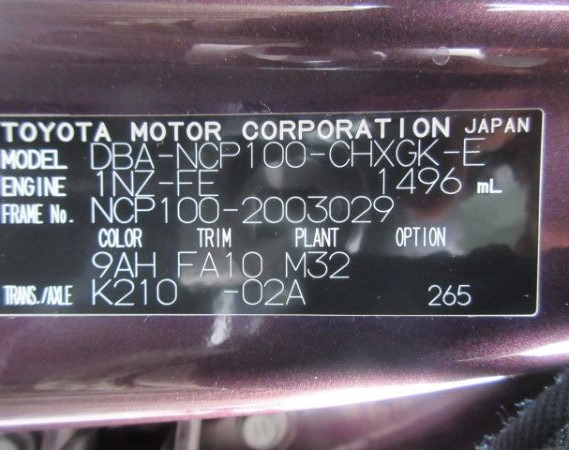 TOYOTA MOTOR CORPORATION JAPAN
MODEL DBA-NCP100-CHXGK-E
ENGINE 1NZ-FE 1496 mL
FRAME No. NCP100-2003029
COLOR TRIM PLANT OPTION
9AH FA10 M32
TRANS./AXLE K210 -02A 265